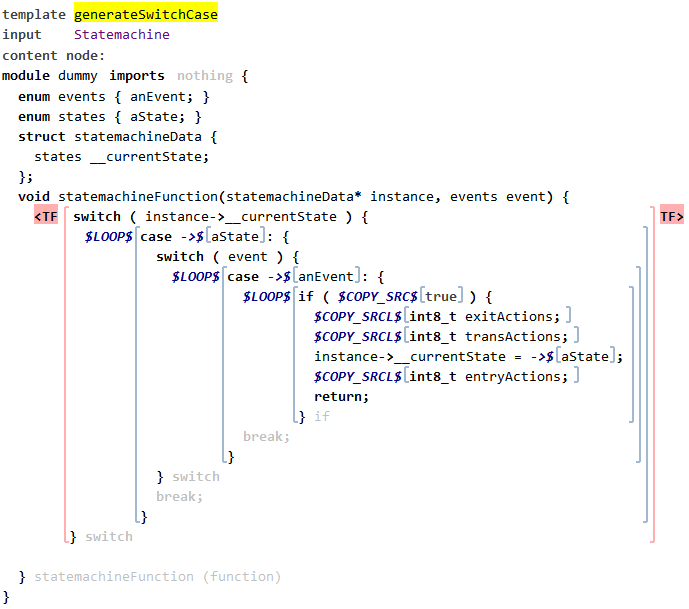 template generateSwitchCase
input    Statemachine
content node:
module dummy imports nothing {
  enum events { anEvent; }
  enum states { aState; }
  struct statemachineData {
    states __currentState;
  };
  void statemachineFunction(statemachineData* instance, events event) {
    <TF [ switch ( instance->__currentState ) { ] TF>
      $LOOP$[ case ->$[aState]: {
        switch ( event ) {
          $LOOP$[ case ->$[anEvent]: {
            $LOOP$[ if ( $COPY_SRC$[true] ) {
              $COPY_SRCL$[int8_t exitActions; ]
              $COPY_SRCL$[int8_t transActions; ]
              instance->__currentState = ->$[aState];
              $COPY_SRCL$[int8_t entryActions; ]
              return;
            } if
            break;
          }
        } switch
        break;
      }
    } switch
  } statemachineFunction (function)
}